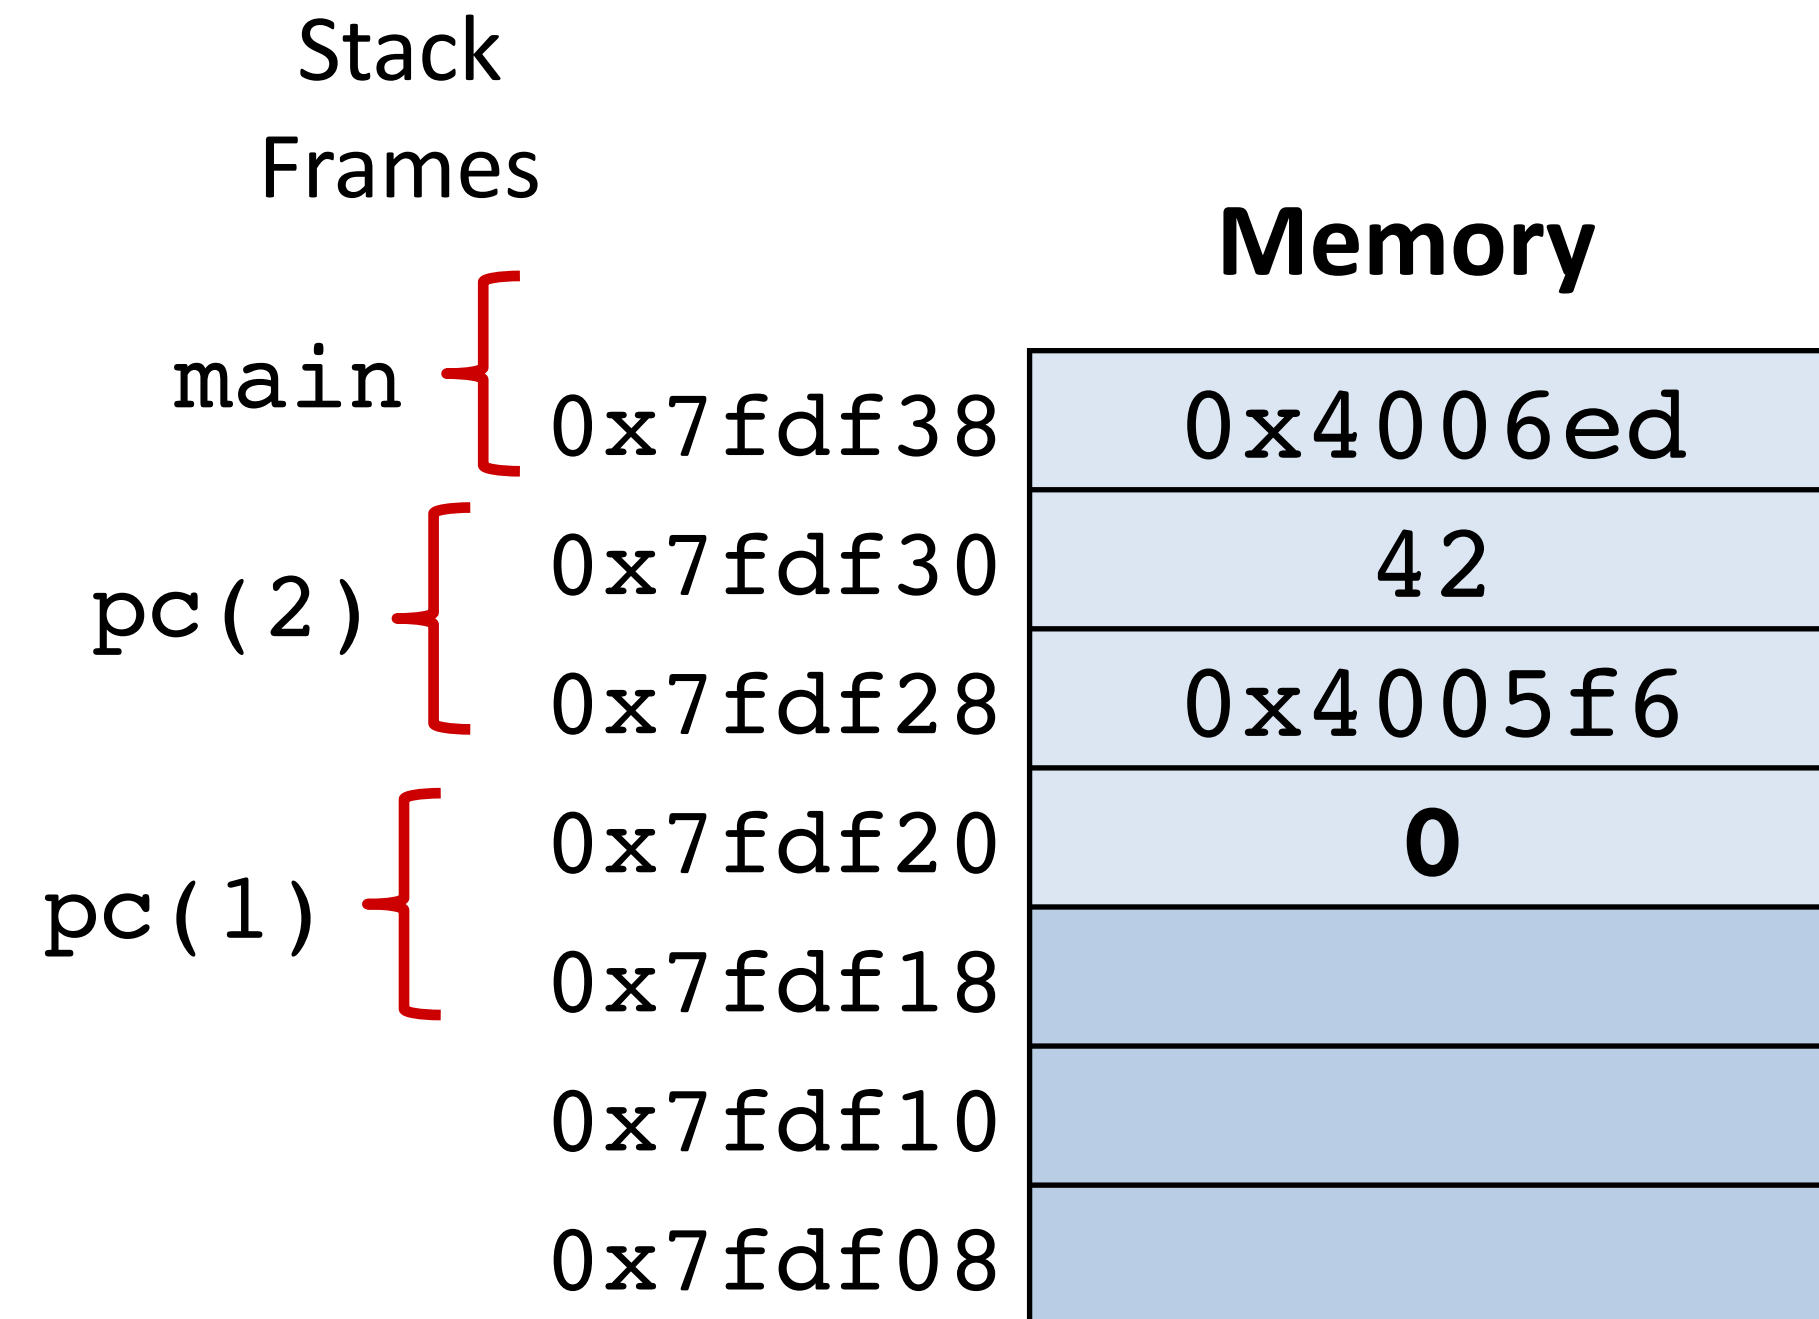 Stack
Frames
Memory
main
0x7fdf38 0x4006ed
0x7fdf30 42
pc(2)
0x7fdf28 0x4005f6
0x7fdf20 0
pc(1)
0x7fdf18
0x7fdf10
0x7fdf08